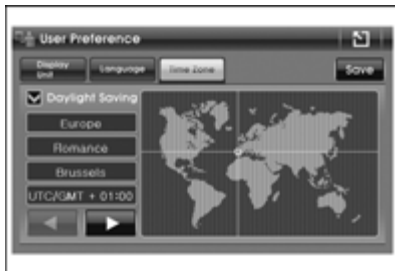 User Preference
Display Unit
Language
Time Zone
Save
Daylight Saving
Europe
Romance
Brussels
UTC/GMT + 01:00